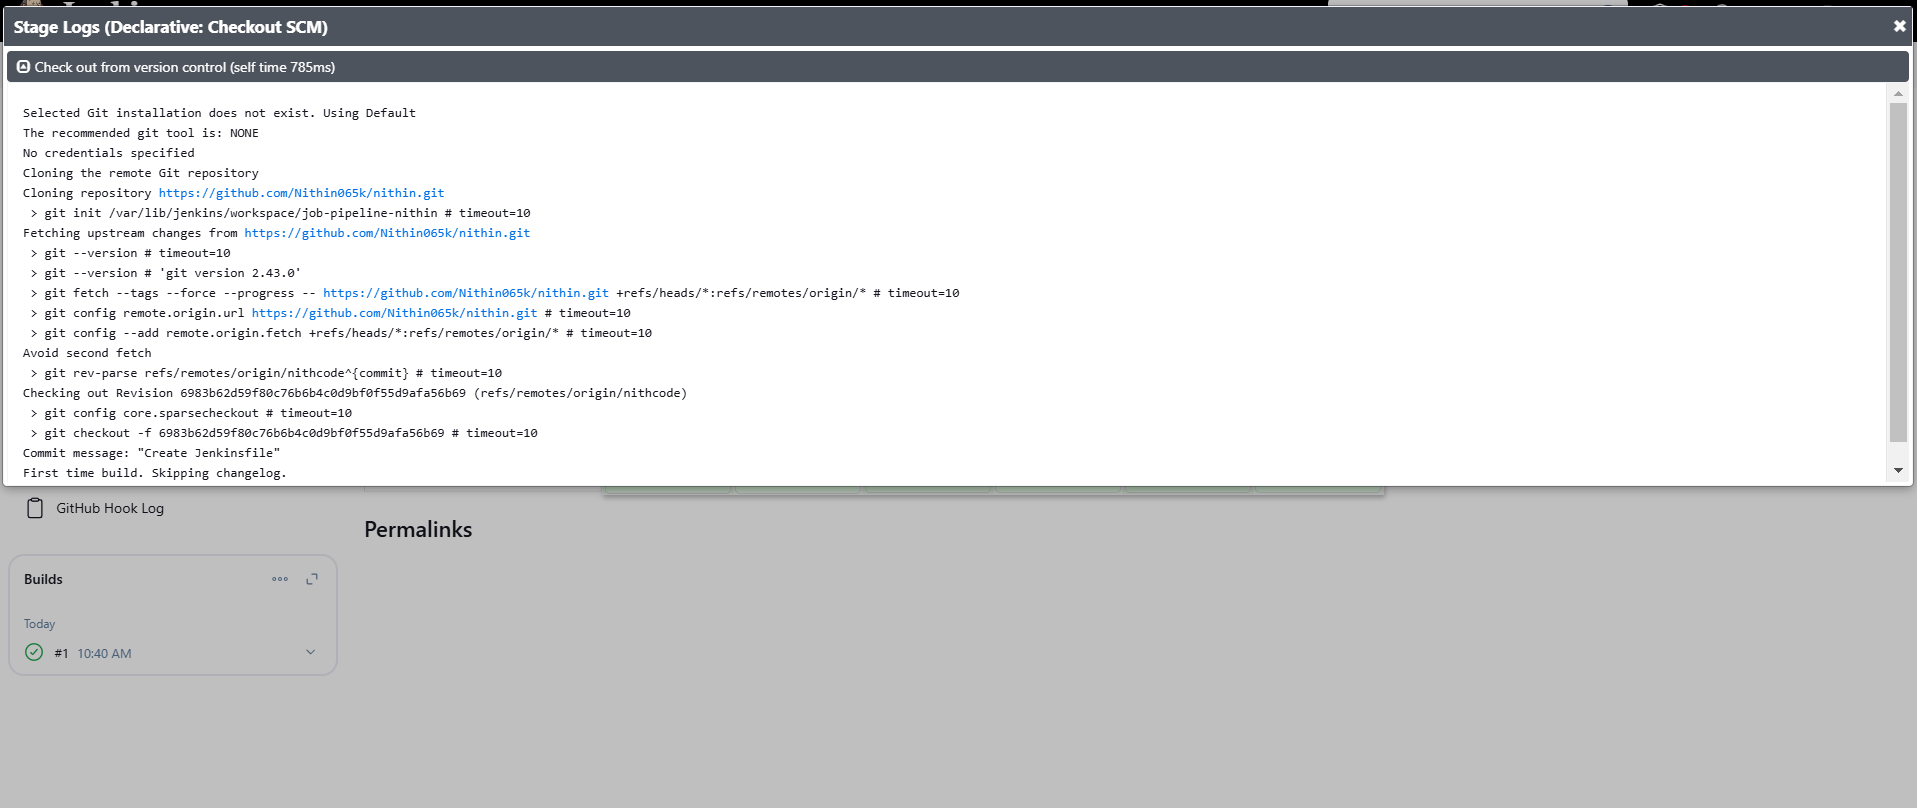 Stage Logs (Declarative: Checkout SCM)
Check out from version control (self time 785ms)
Selected Git installation does not exist. Using Default
The recommended git tool is: NONE
No credentials specified
Cloning the remote Git repository
Cloning repository https://github.com/Nithin065k/nithin.git
> git init /var/lib/jenkins/workspace/job-pipeline-nithin # timeout=10
Fetching upstream changes from https://github.com/Nithin065k/nithin.git
> git --version # timeout=10
> git --version # 'git version 2.43.0'
> git fetch --tags --force --progress -- https://github.com/Nithin065k/nithin.git +refs/heads/*:refs/remotes/origin/* # timeout=10
> git config remote.origin.url https://github.com/Nithin065k/nithin.git # timeout=10
> git config --add remote.origin.fetch +refs/heads/*:refs/remotes/origin/* # timeout=10
Avoid second fetch
> git rev-parse refs/remotes/origin/nithcode^{commit} # timeout=10
Checking out Revision 6983b62d59f80c76b6b4c0d9bf0f55d9afa56b69 (refs/remotes/origin/nithcode)
> git config core.sparsecheckout # timeout=10
> git checkout -f 6983b62d59f80c76b6b4c0d9bf0f55d9afa56b69 # timeout=10
Commit message: "Create Jenkinsfile"
First time build. Skipping changelog.
GitHub Hook Log
Permalinks
Builds
Today
#1 10:40 AM